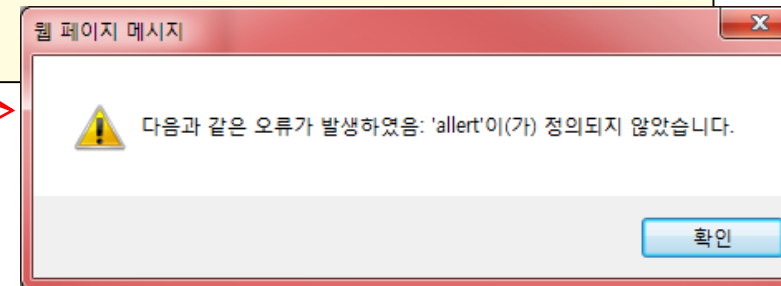 웹 페이지 메시지
다음과 같은 오류가 발생하였음: 'allert'이(가) 정의되지 않았습니다.
확인